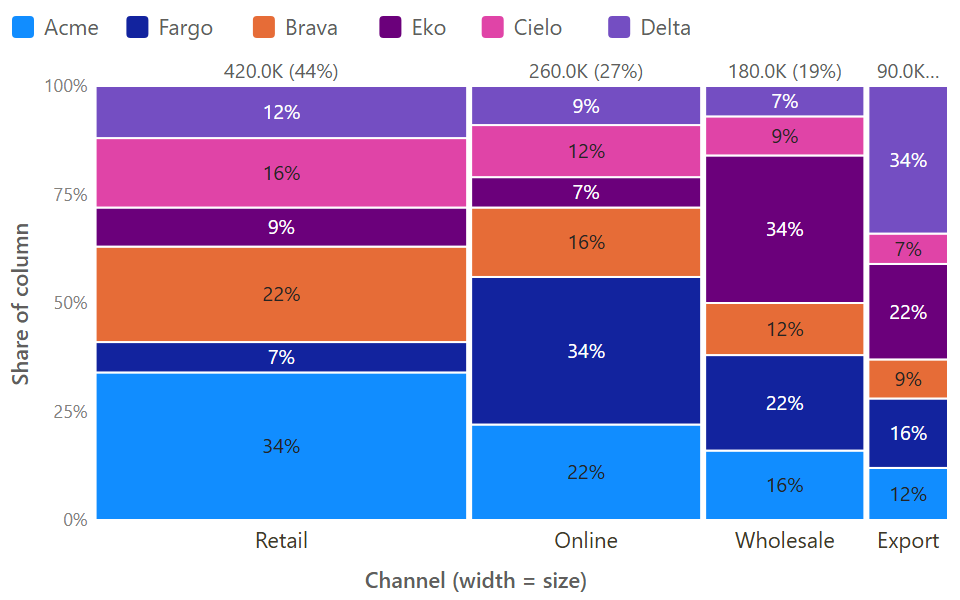 Acme Fargo Brava Eko Cielo Delta
420.0K (44%) 260.0K (27%) 180.0K (19%) 90.0K...
100%
75%
50%
25%
0%
Share of column
12% 9% 7% 34%
16% 12% 9% 7%
9% 7% 34% 22%
22% 16% 12% 9%
7% 34% 22% 16%
34% 22% 16% 12%
Retail Online Wholesale Export
Channel (width = size)